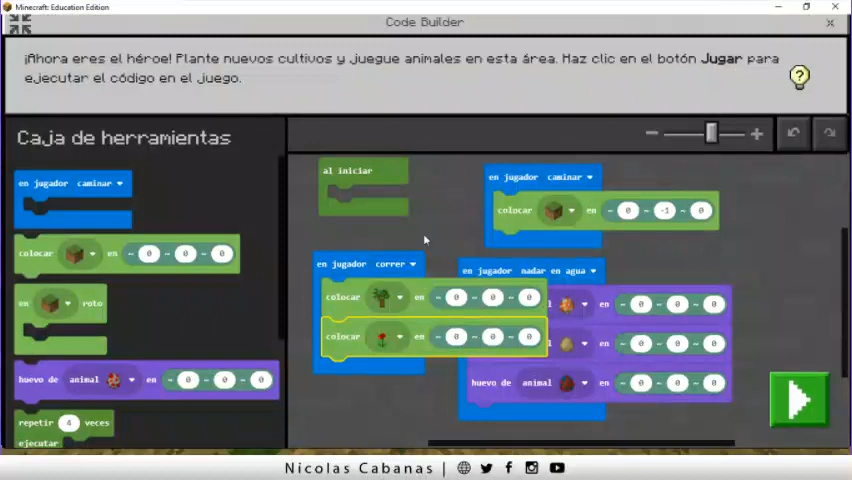 Minecraft: Education Edition
Code Builder
¡Ahora eres el héroe! Plante nuevos cultivos y juegue animales en esta área. Haz clic en el botón Jugar para
ejecutar el código en el juego.
Caja de herramientas
en jugador caminar
colocar en ~ 0 ~ 0 ~ 0
en roto
huevo de animal en ~ 0 ~ 0 ~ 0
repetir 4 veces
ejecutar
al iniciar
en jugador caminar
colocar en ~ 0 ~ -1 ~ 0
en jugador correr
colocar en ~ 0 ~ 0 ~ 0
colocar en ~ 0 ~ 0 ~ 0
en jugador nadar en agua
en ~ 0 ~ 0 ~ 0
en ~ 0 ~ 0 ~ 0
huevo de animal en ~ 0 ~ 0 ~ 0
Nicolas Cabanas |